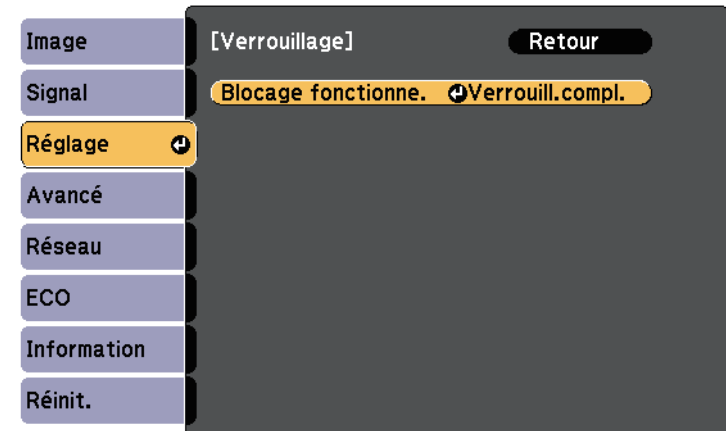 Image
Signal
Réglage
Avancé
Réseau
ECO
Information
Réinit.
[Verrouillage] Retour
Blocage fonctionne. Verrouill.compl.